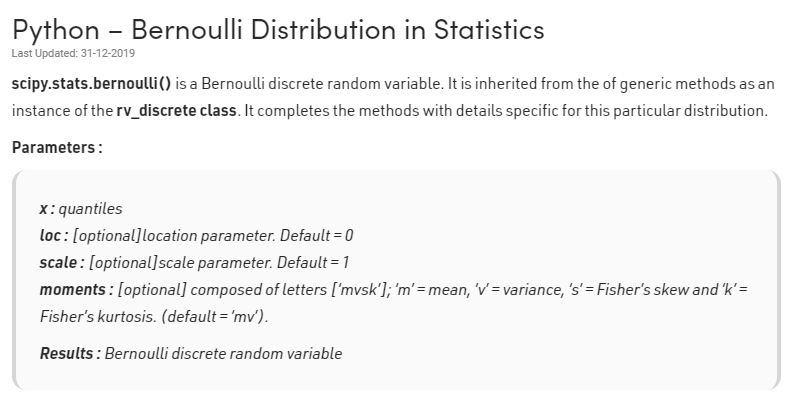 Python – Bernoulli Distribution in Statistics
Last Updated: 31-12-2019
scipy.stats.bernoulli() is a Bernoulli discrete random variable. It is inherited from the of generic methods as an
instance of the rv_discrete class. It completes the methods with details specific for this particular distribution.
Parameters :
x : quantiles
loc : [optional]location parameter. Default = 0
scale : [optional]scale parameter. Default = 1
moments : [optional] composed of letters [‘mvsk’]; ‘m’ = mean, ‘v’ = variance, ‘s’ = Fisher’s skew and ‘k’ =
Fisher’s kurtosis. (default = ‘mv’).
Results : Bernoulli discrete random variable